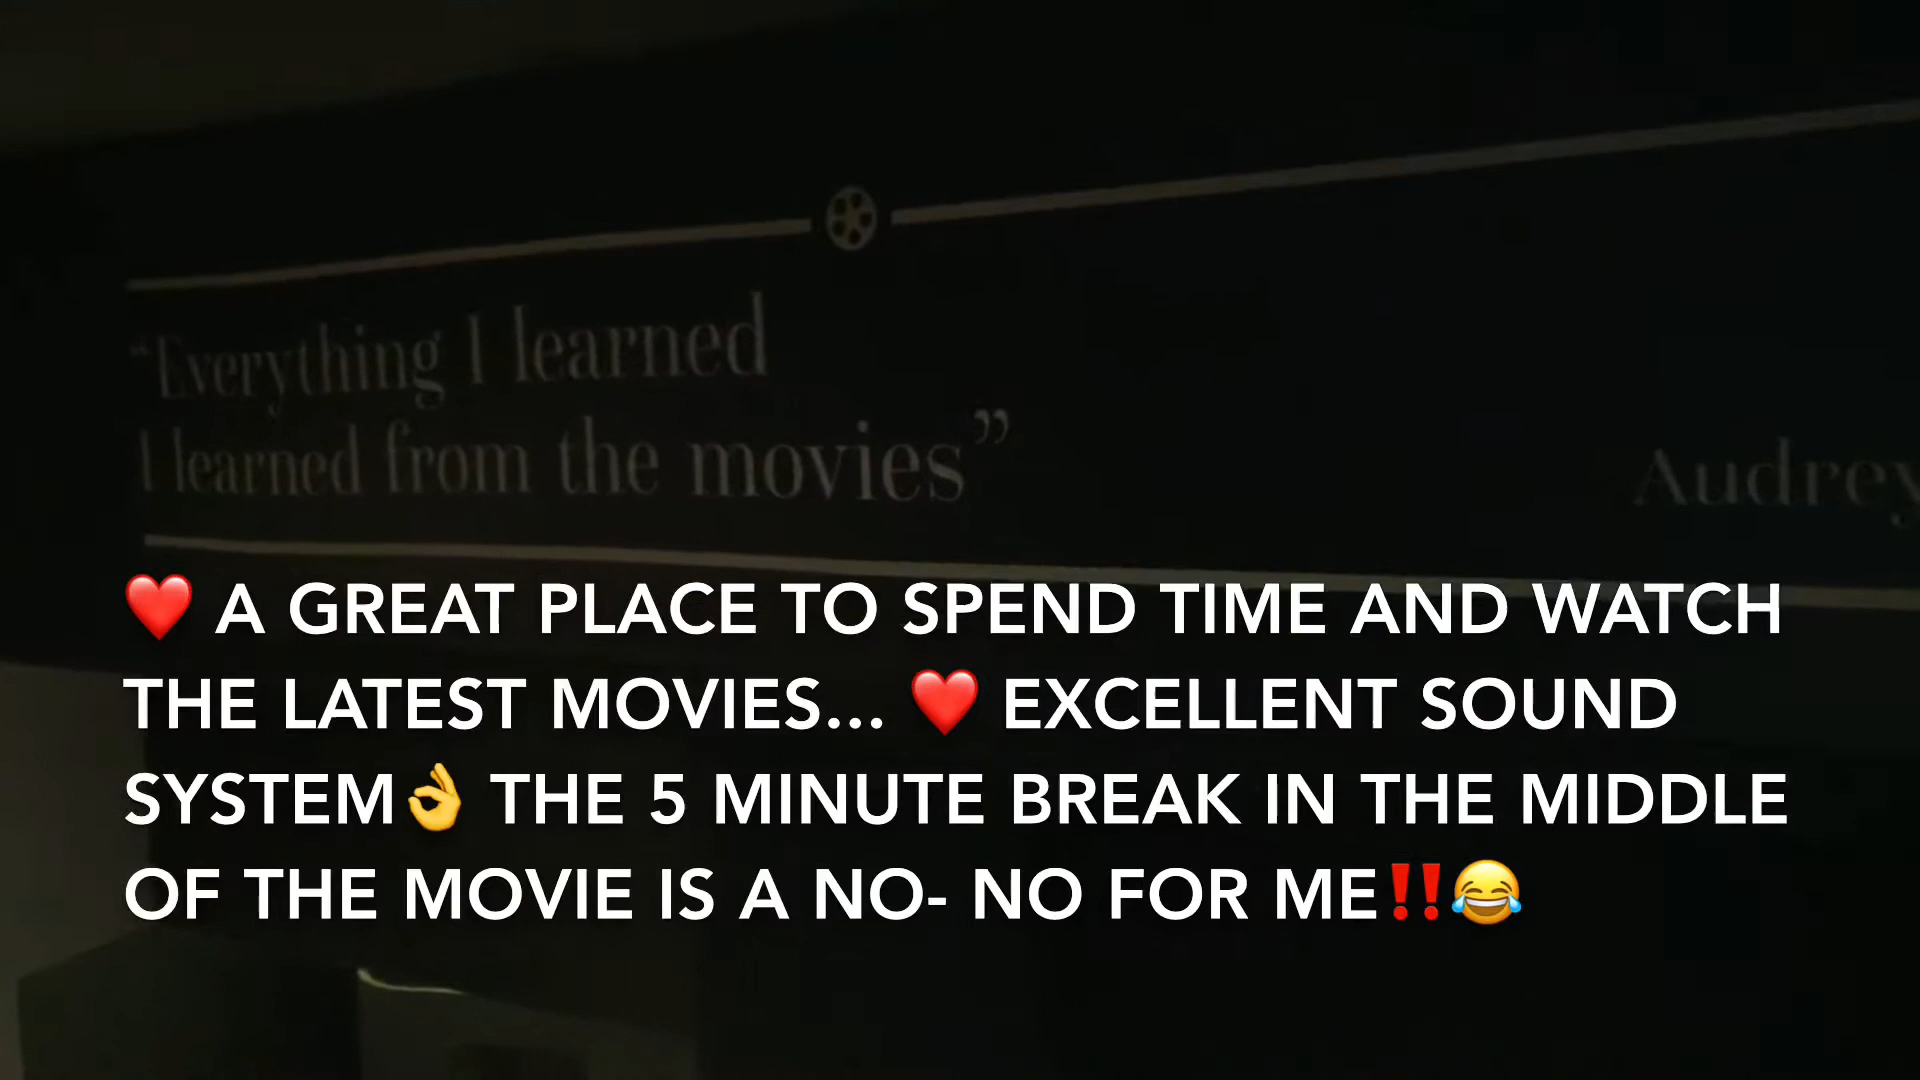 “Everything I learned
I learned from the movies”
Audrey
❤️ A GREAT PLACE TO SPEND TIME AND WATCH
THE LATEST MOVIES... ❤️ EXCELLENT SOUND
SYSTEM👌 THE 5 MINUTE BREAK IN THE MIDDLE
OF THE MOVIE IS A NO- NO FOR ME‼️😂